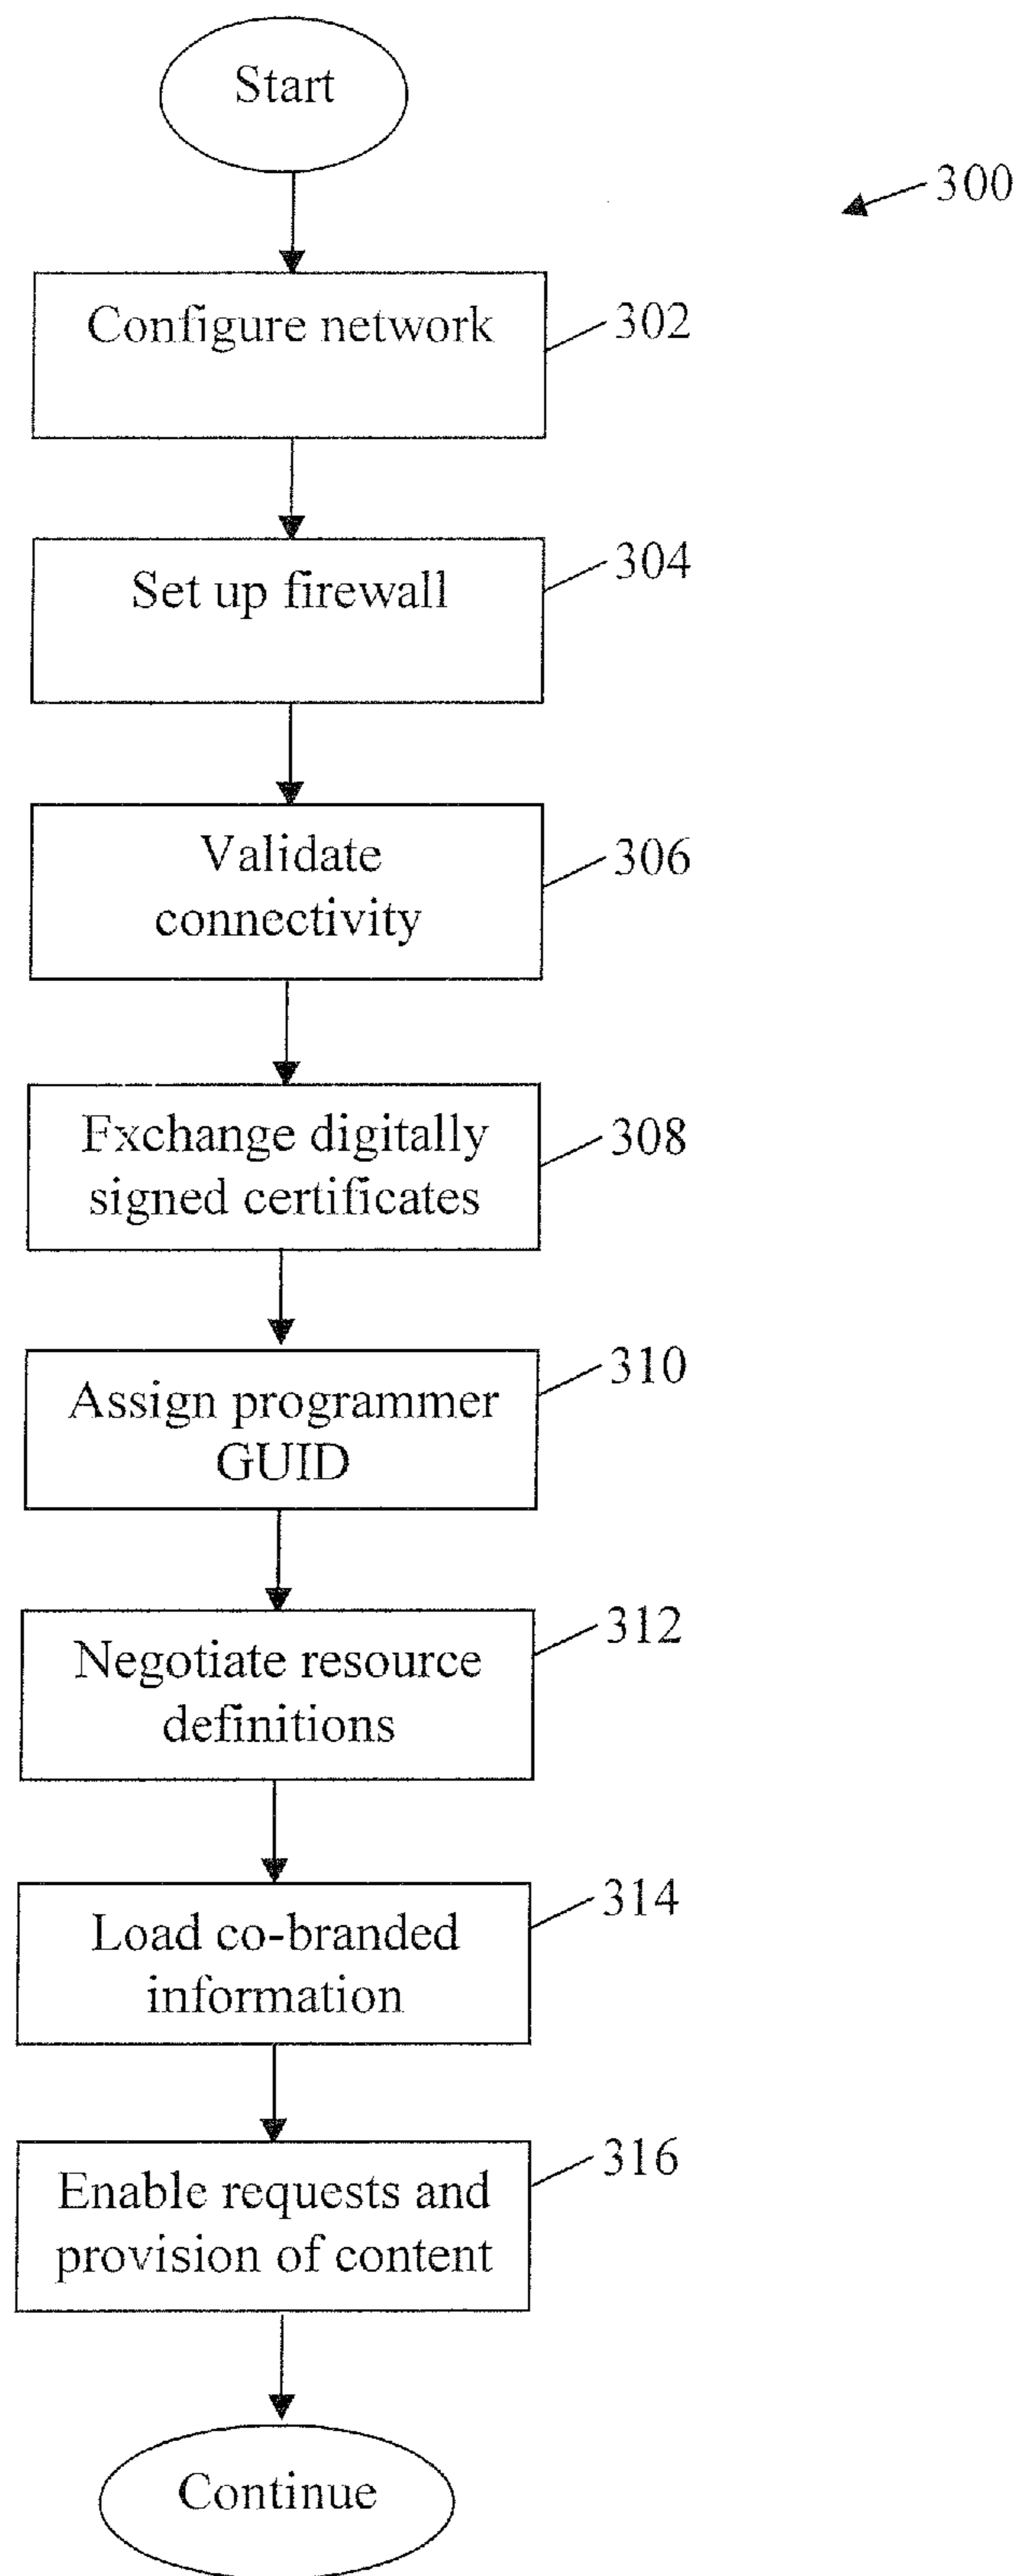 Start
300
Configure network
302
Set up firewall
304
Validate
connectivity
306
Exchange digitally
signed certificates
308
Assign programmer
GUID
310
Negotiate resource
definitions
312
Load co-branded
information
314
Enable requests and
provision of content
316
Continue